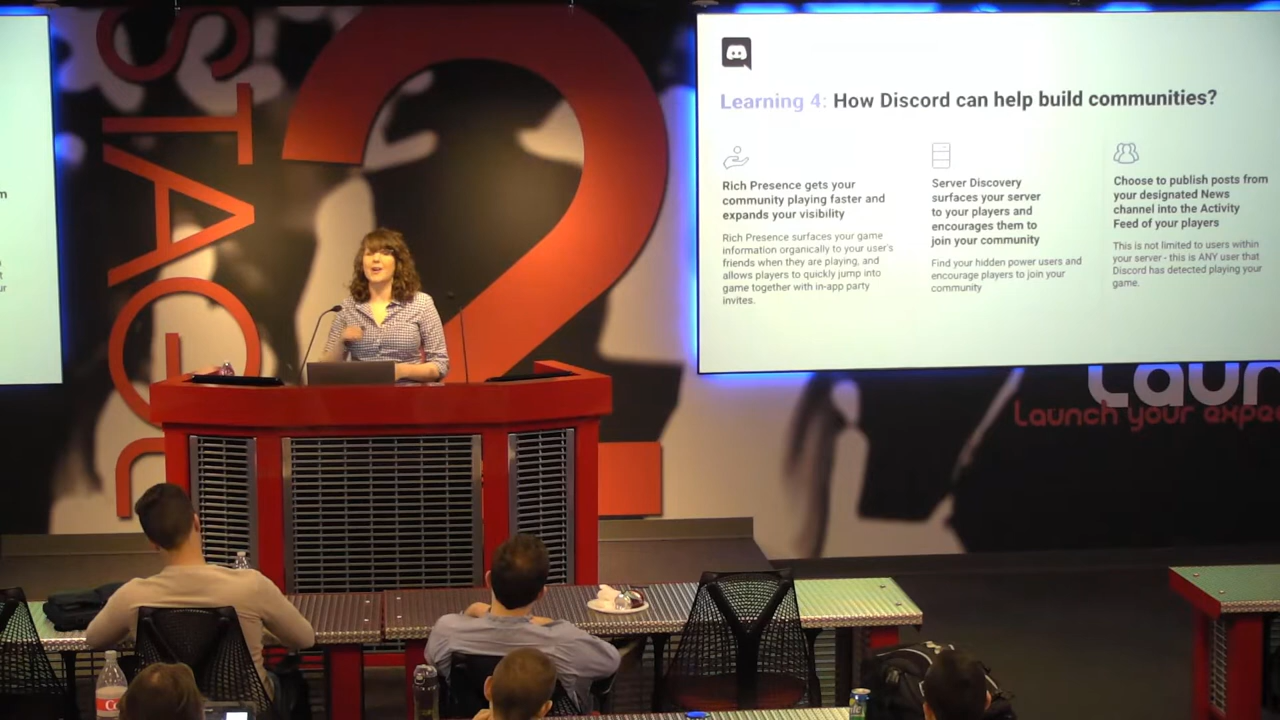 m
t
ur
STAGE
2
Learning 4: How Discord can help build communities?
Rich Presence gets your
community playing faster and
expands your visibility
Rich Presence surfaces your game
information organically to your user's
friends when they are playing, and
allows players to quickly jump into
game together with in-app party
invites.
Server Discovery
surfaces your server
to your players and
encourages them to
join your community
Find your hidden power users and
encourage players to join your
community
Choose to publish posts from
your designated News
channel into the Activity
Feed of your players
This is not limited to users within
your server - this is ANY user that
Discord has detected playing your
game.
Laun
Launch your expe